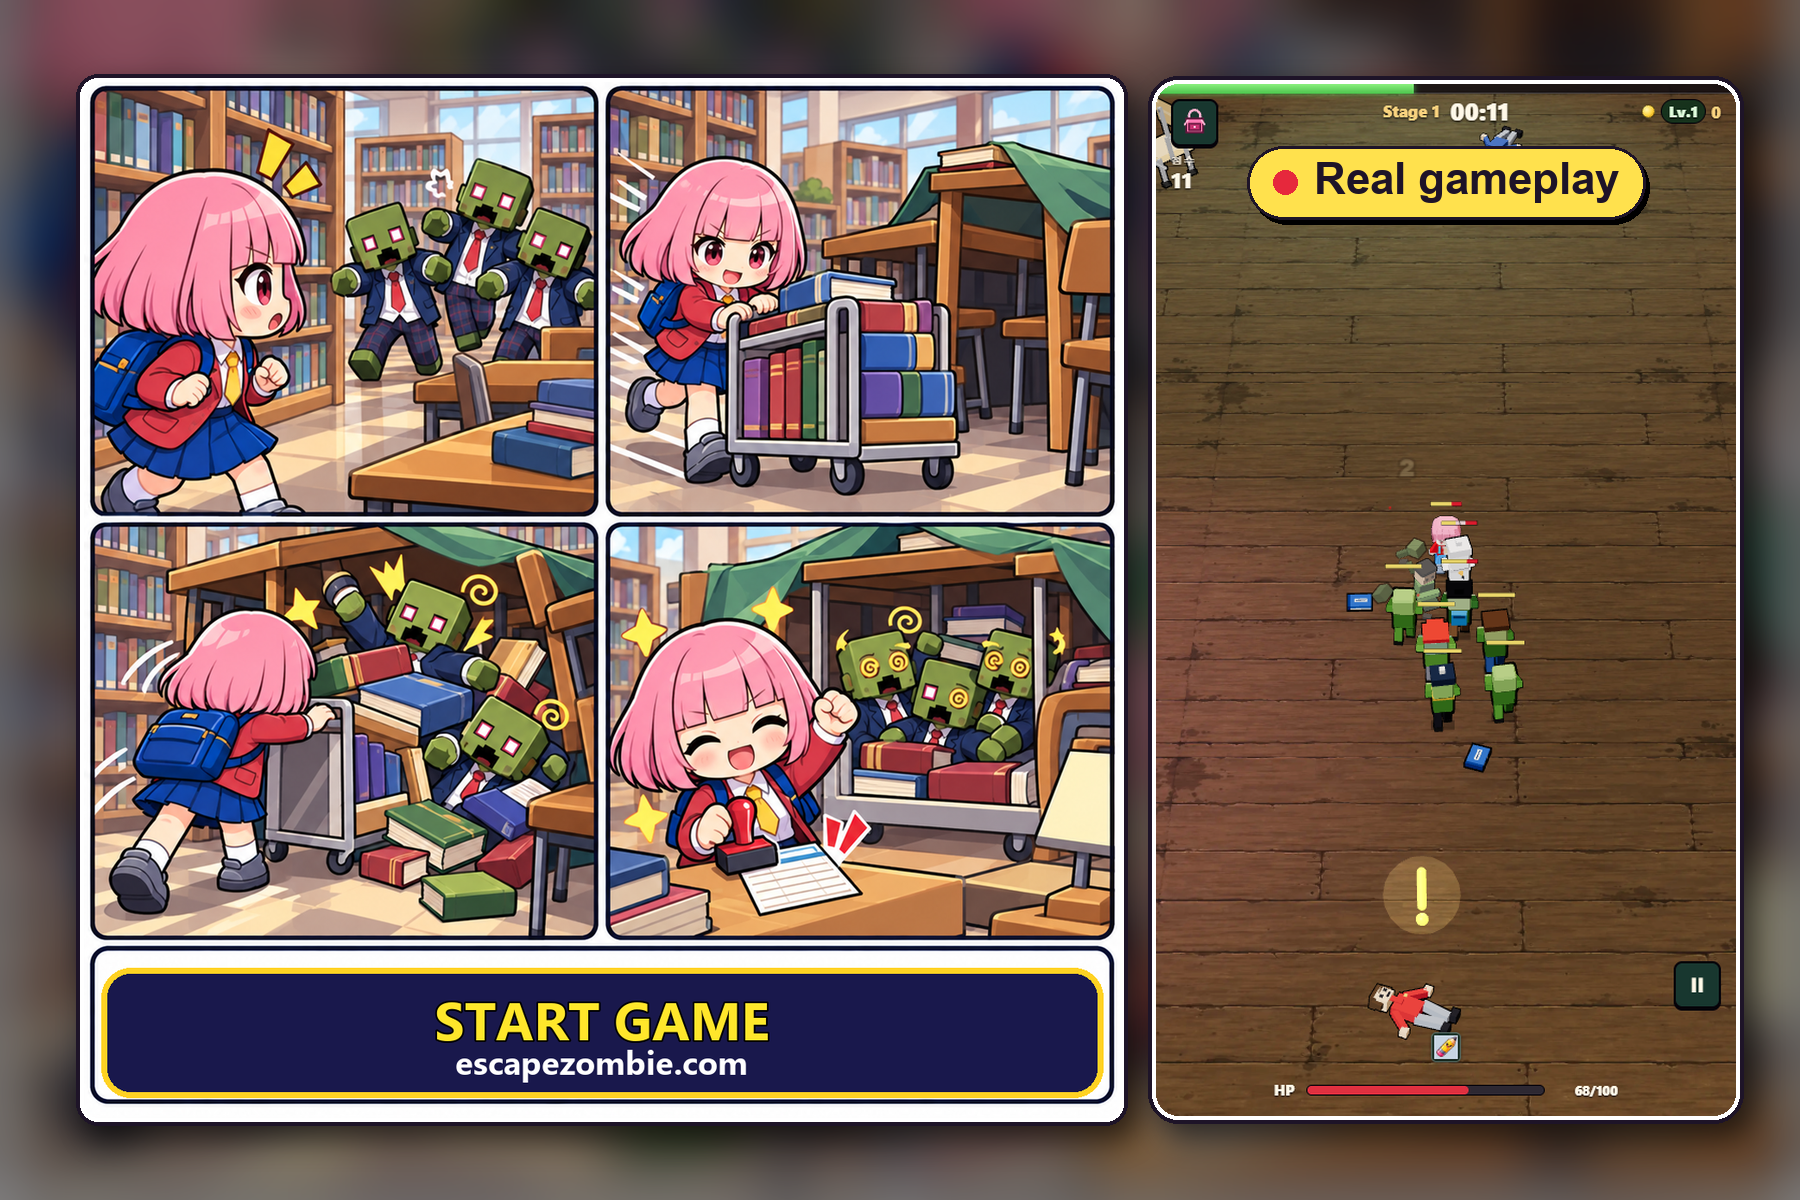 START GAME
escapezombie.com
Stage 1 00:11
Lv.1 0
11
Real gameplay
2
HP 68/100